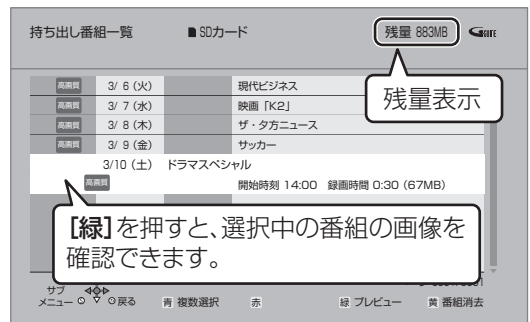 持ち出し番組一覧 ■SDカード 残量 883MB
残量表示
高画質 3/ 6 (火) 現代ビジネス
高画質 3/ 7 (水) 映画「K2」
高画質 3/ 8 (木) ザ・夕方ニュース
高画質 3/ 9 (金) サッカー
3/10 (土) ドラマスペシャル
高画質 開始時刻 14:00 録画時間 0:30 (67MB)
[緑]を押すと、選択中の番組の画像を
確認できます。
サブ
メニュー 戻る 青 複数選択 赤 緑 プレビュー 黄 番組消去